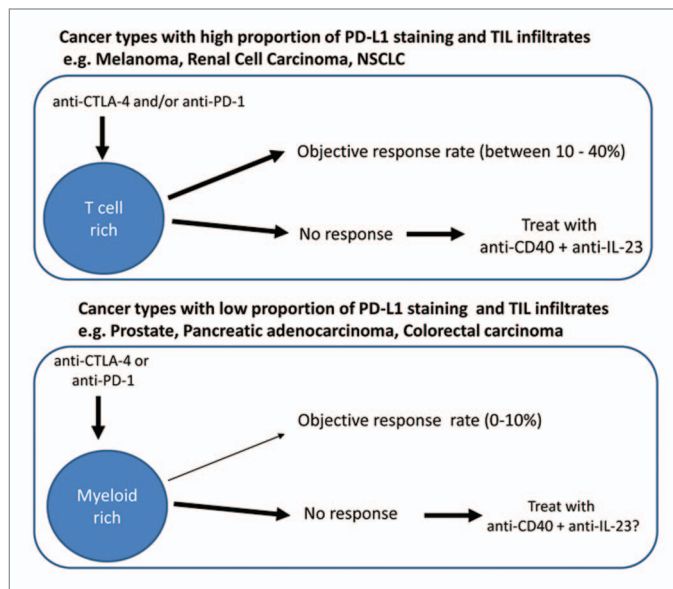 Cancer types with high proportion of PD-L1 staining and TIL infiltrates
e.g. Melanoma, Renal Cell Carcinoma, NSCLC
anti-CTLA-4 and/or anti-PD-1
Objective response rate (between 10 - 40%)
T cell
rich
No response
Treat with
anti-CD40 + anti-IL-23
Cancer types with low proportion of PD-L1 staining  and TIL infiltrates
e.g. Prostate, Pancreatic adenocarcinoma, Colorectal carcinoma
anti-CTLA-4 or
anti-PD-1
Objective response  rate (0-10%)
Myeloid
rich
No response
Treat with
anti-CD40 + anti-IL-23?